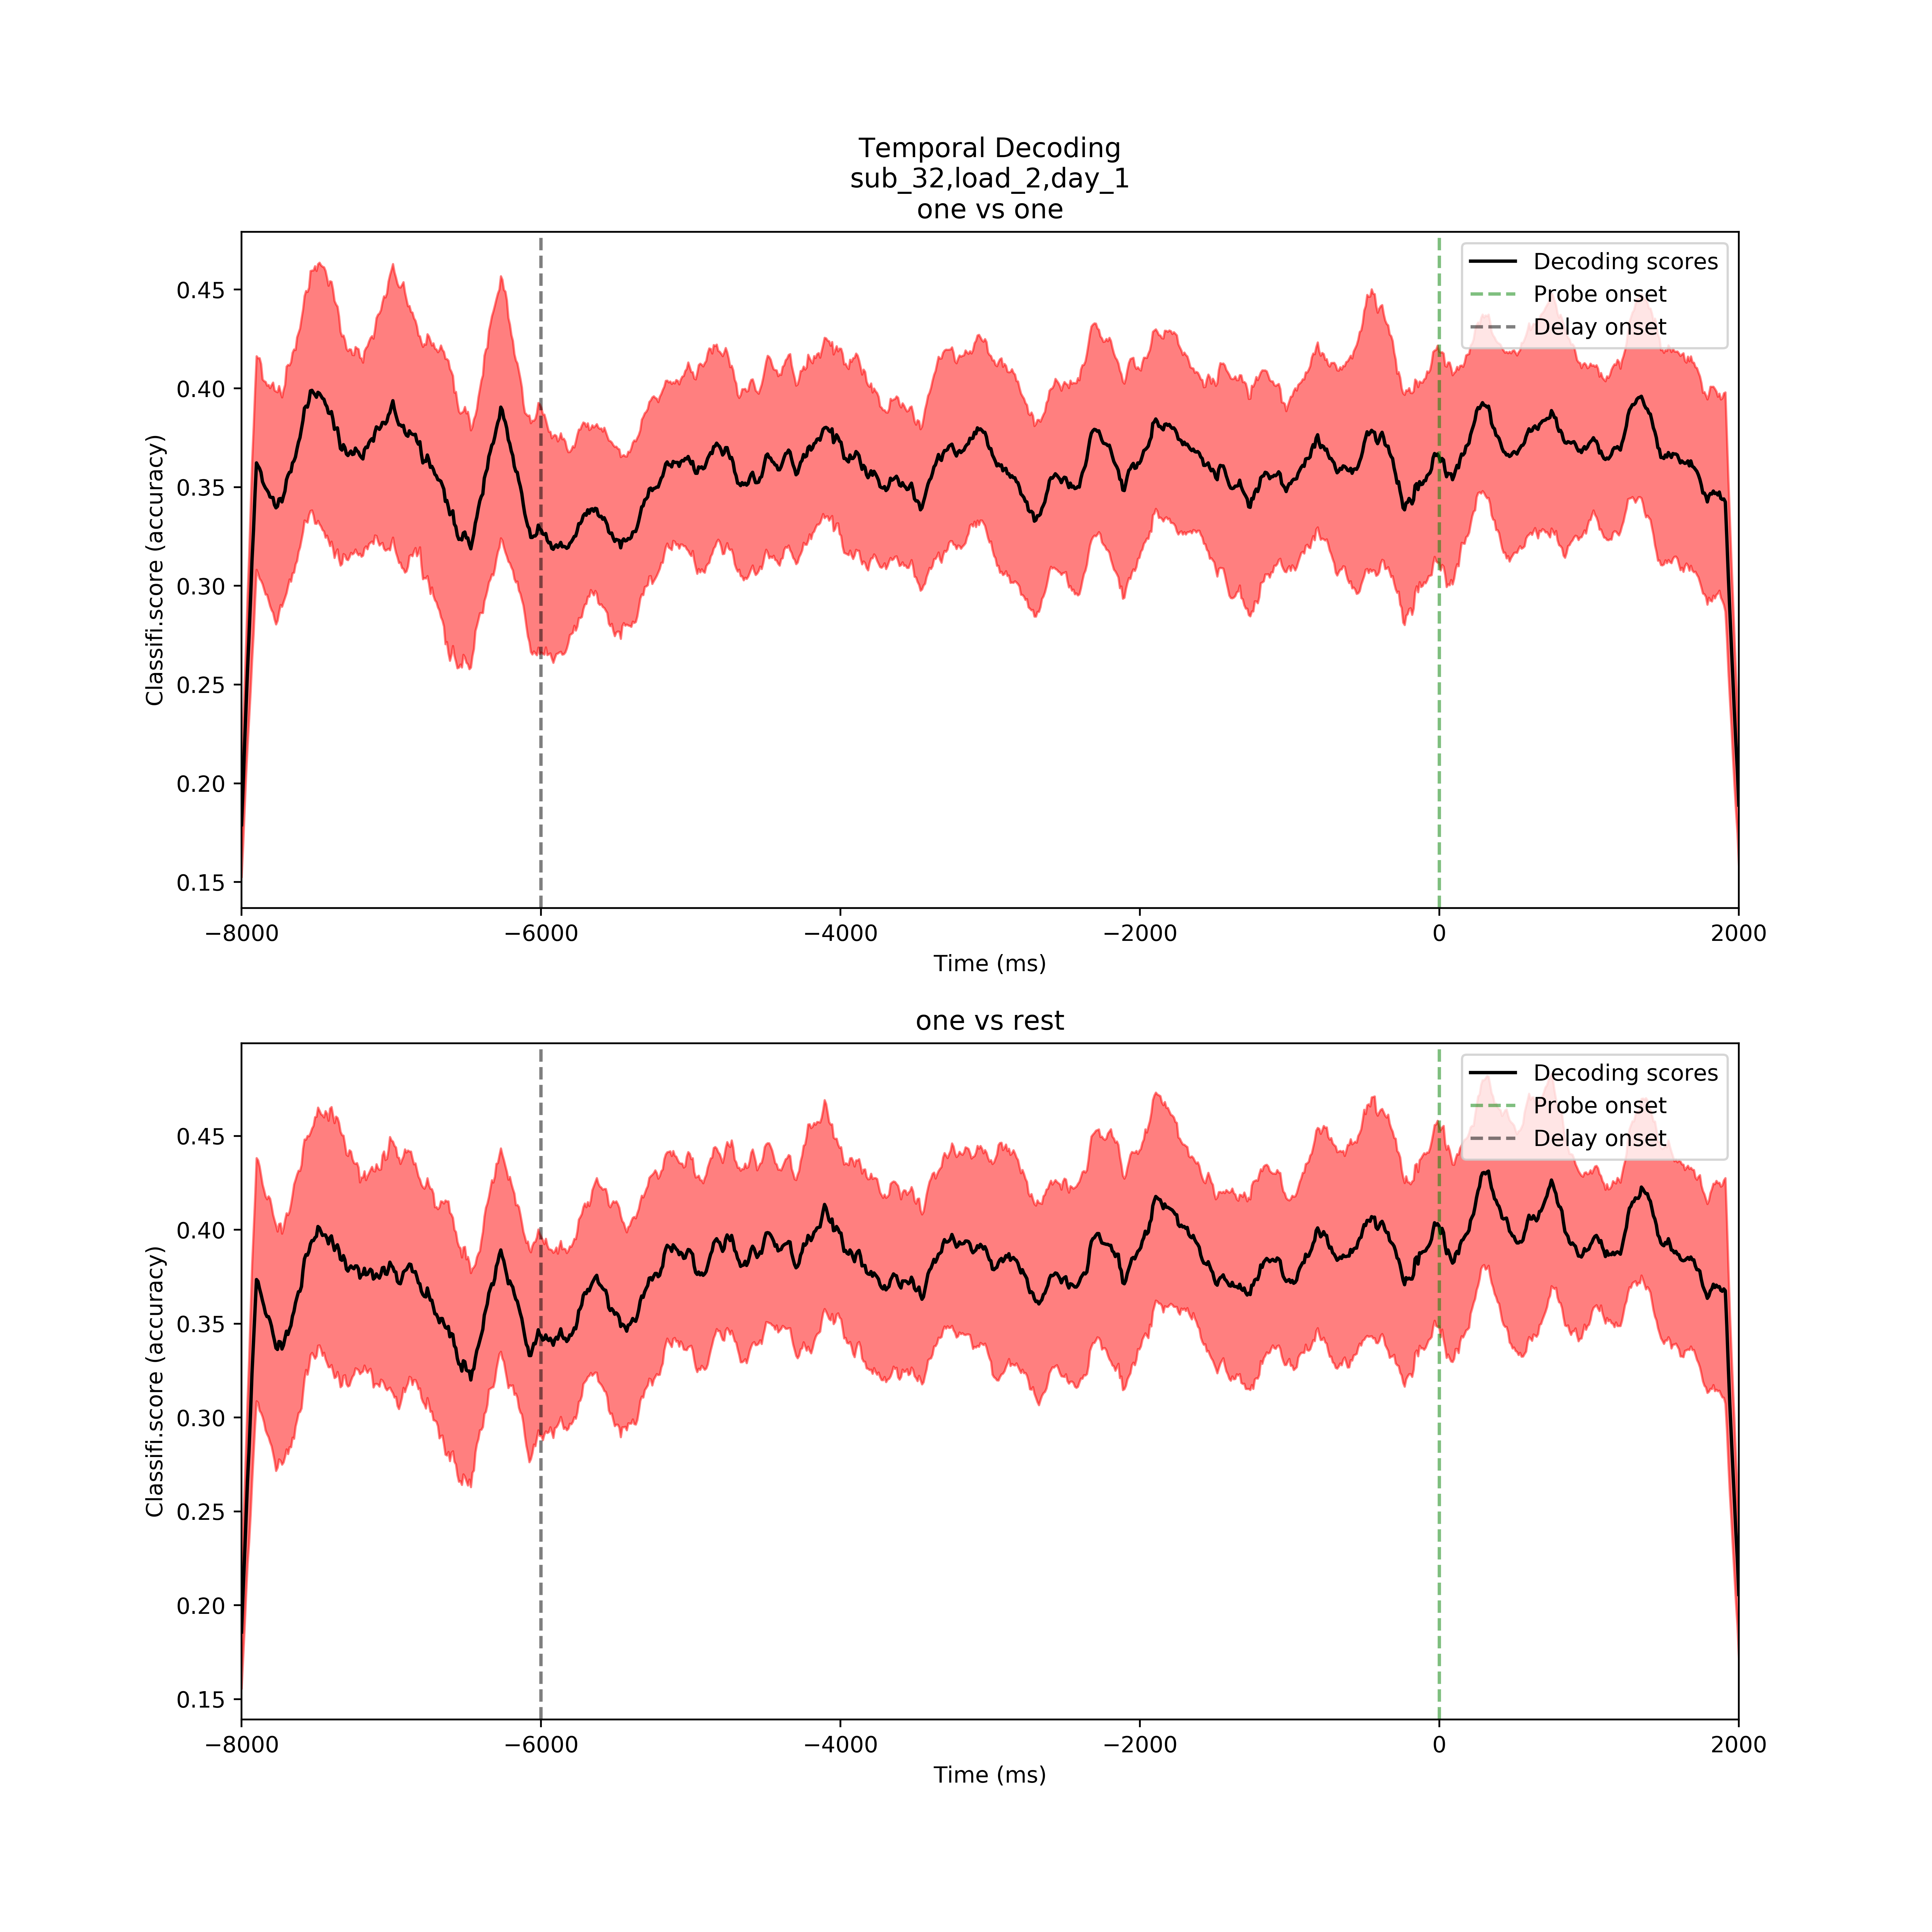 Temporal Decoding
sub_32,load_2,day_1
one vs one
Decoding scores
Probe onset
Delay onset
0.45
0.40
0.35
0.30
0.25
0.20
0.15
Classifi.score (accuracy)
−8000 −6000 −4000 −2000 0 2000
Time (ms)
one vs rest
Decoding scores
Probe onset
Delay onset
0.45
0.40
0.35
0.30
0.25
0.20
0.15
Classifi.score (accuracy)
−8000 −6000 −4000 −2000 0 2000
Time (ms)